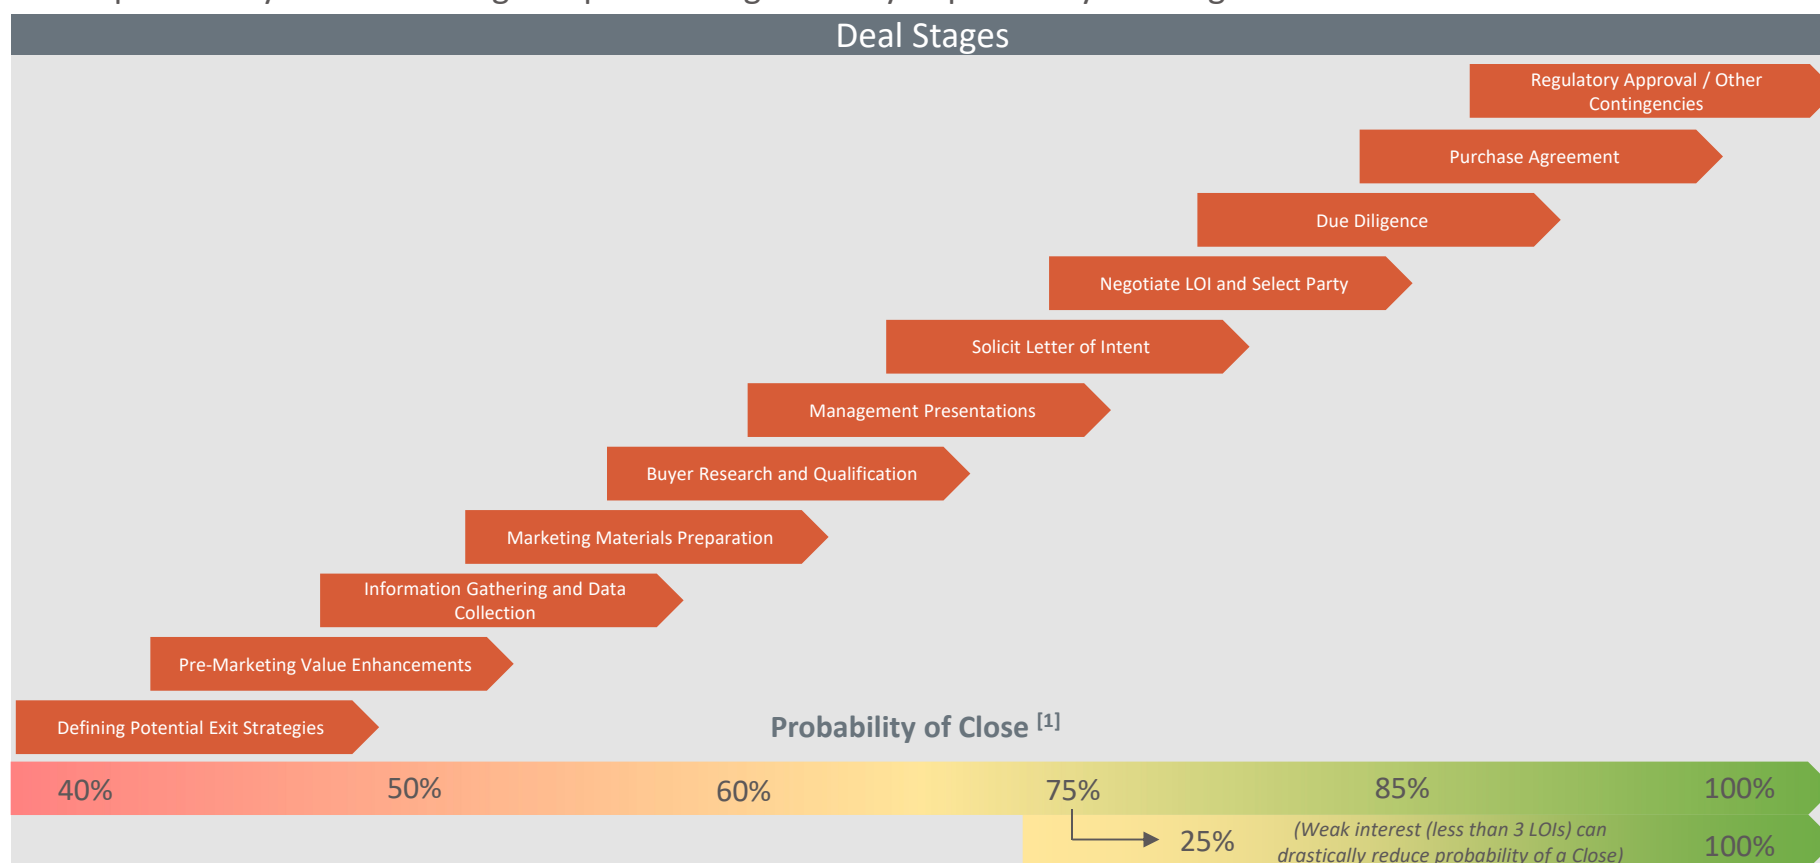 Deal Stages
Regulatory Approval / Other
Contingencies
Purchase Agreement
Due Diligence
Negotiate LOI and Select Party
Solicit Letter of Intent
Management Presentations
Buyer Research and Qualification
Marketing Materials Preparation
Information Gathering and Data
Collection
Pre-Marketing Value Enhancements
Defining Potential Exit Strategies
Probability of Close [1]
40% 50% 60% 75% 85% 100%
25% (Weak interest (less than 3 LOIs) can
drastically reduce probability of a Close) 100%